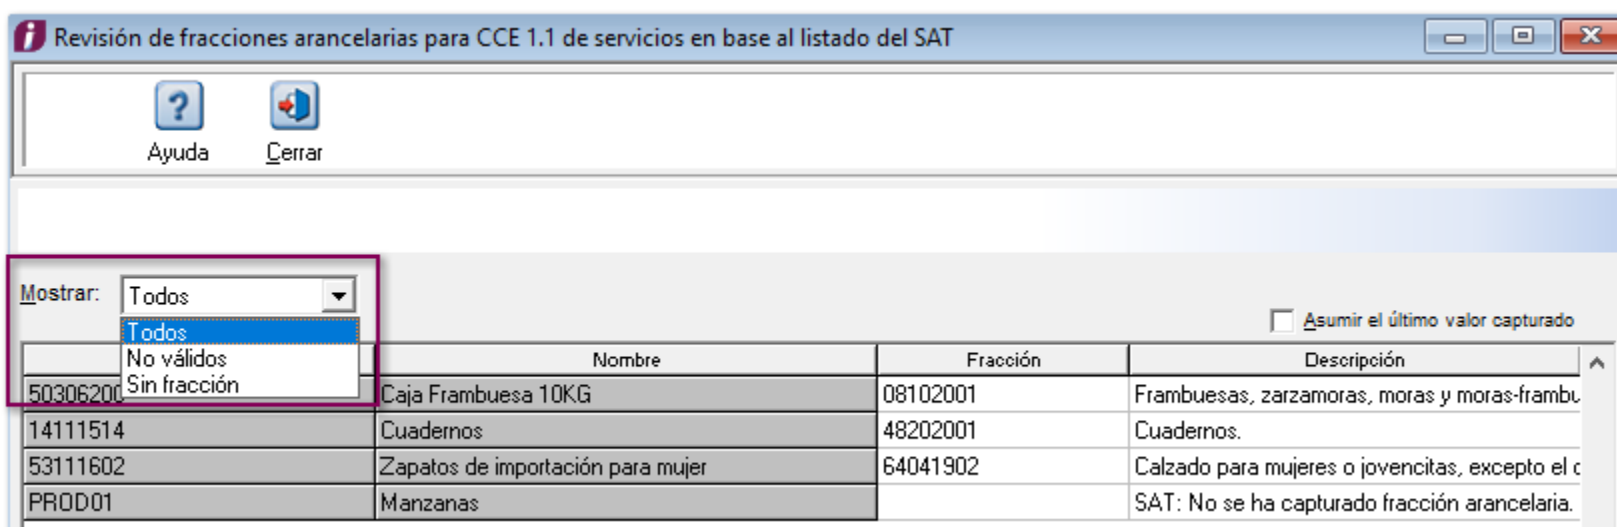 Revisión de fracciones arancelarias para CCE 1.1 de servicios en base al listado del SAT
Ayuda Cerrar
Mostrar: Todos
Asumir el último valor capturado
Todos
No válidos
Sin fracción
Nombre Fracción Descripción
Caja Frambuesa 10KG 08102001 Frambuesas, zarzamoras, moras y
14111514 Cuadernos 48202001 Cuadernos.
53111602 Zapatos de importación para mujer 64041902 Calzado para mujeres o jovencitas, excepto el
PROD01 Manzanas SAT: No se ha capturado fracción arancelaria.